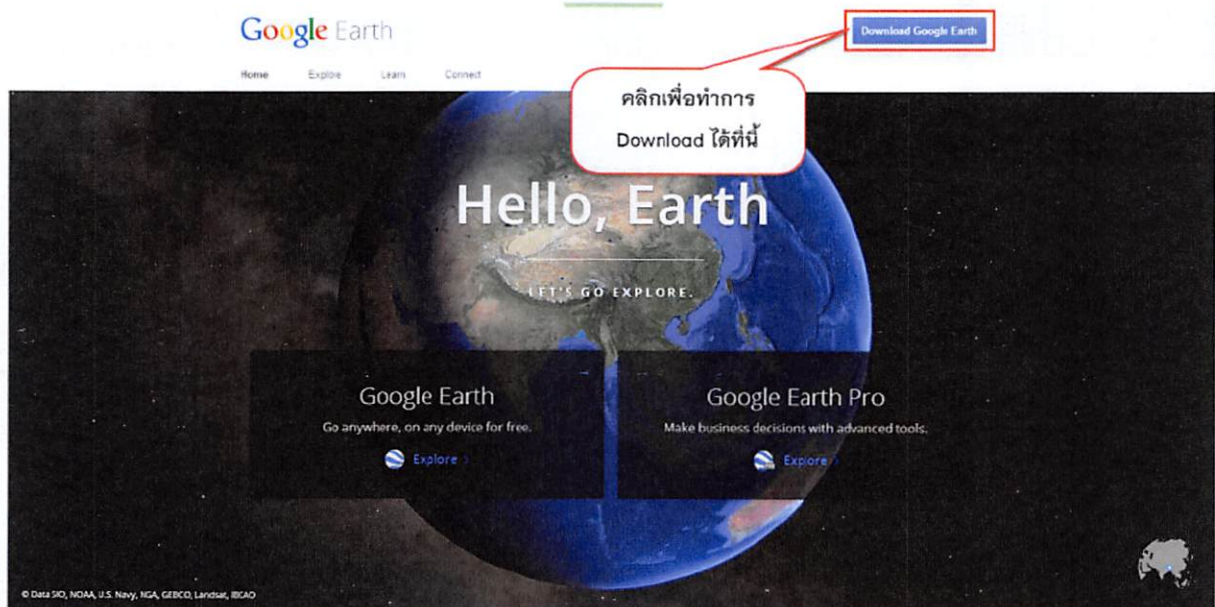 Google Earth
Download Google Earth
Home Explore Learn Connect
คลิกเพื่อทำการ
Download ได้ที่นี้
Hello, Earth
LET'S GO EXPLORE.
Google Earth
Go anywhere, on any device for free.
Explore >
Google Earth Pro
Make business decisions with advanced tools.
Explore >
© Data SIO, NOAA, U.S. Navy, NGA, GEBCO, Landsat, IBCAO